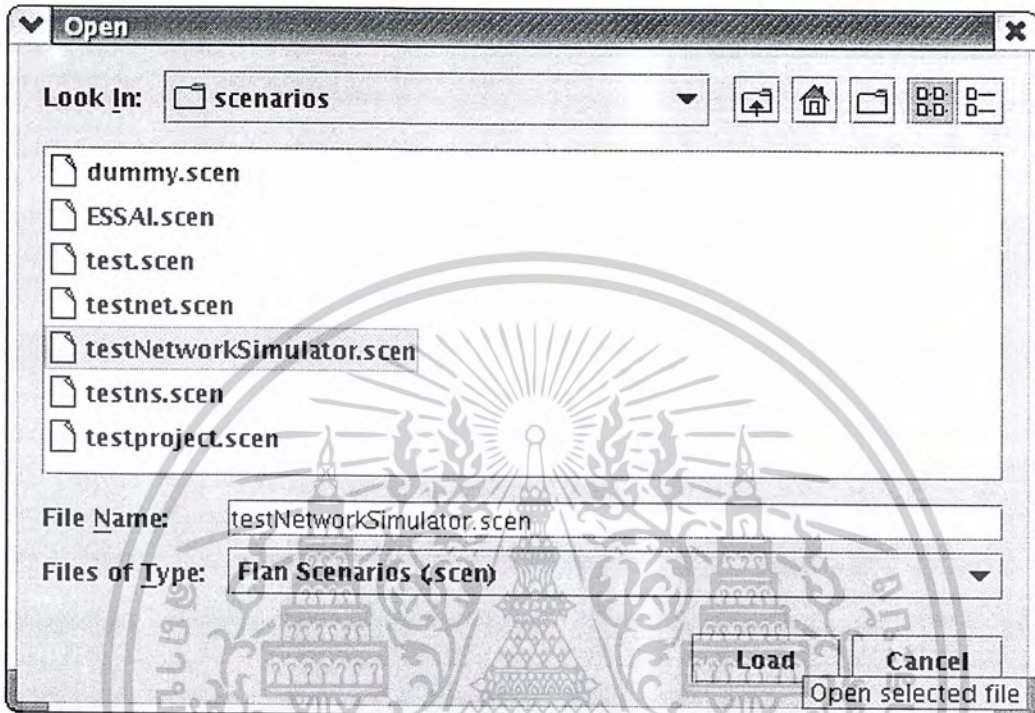 Open
Look In: scenarios
dummy.scen
ESSAI.scen
test.scen
testnet.scen
testNetworkSimulator.scen
testns.scen
testproject.scen
File Name: testNetworkSimulator.scen
Files of Type: Flan Scenarios (.scen)
Load Cancel
Open selected file